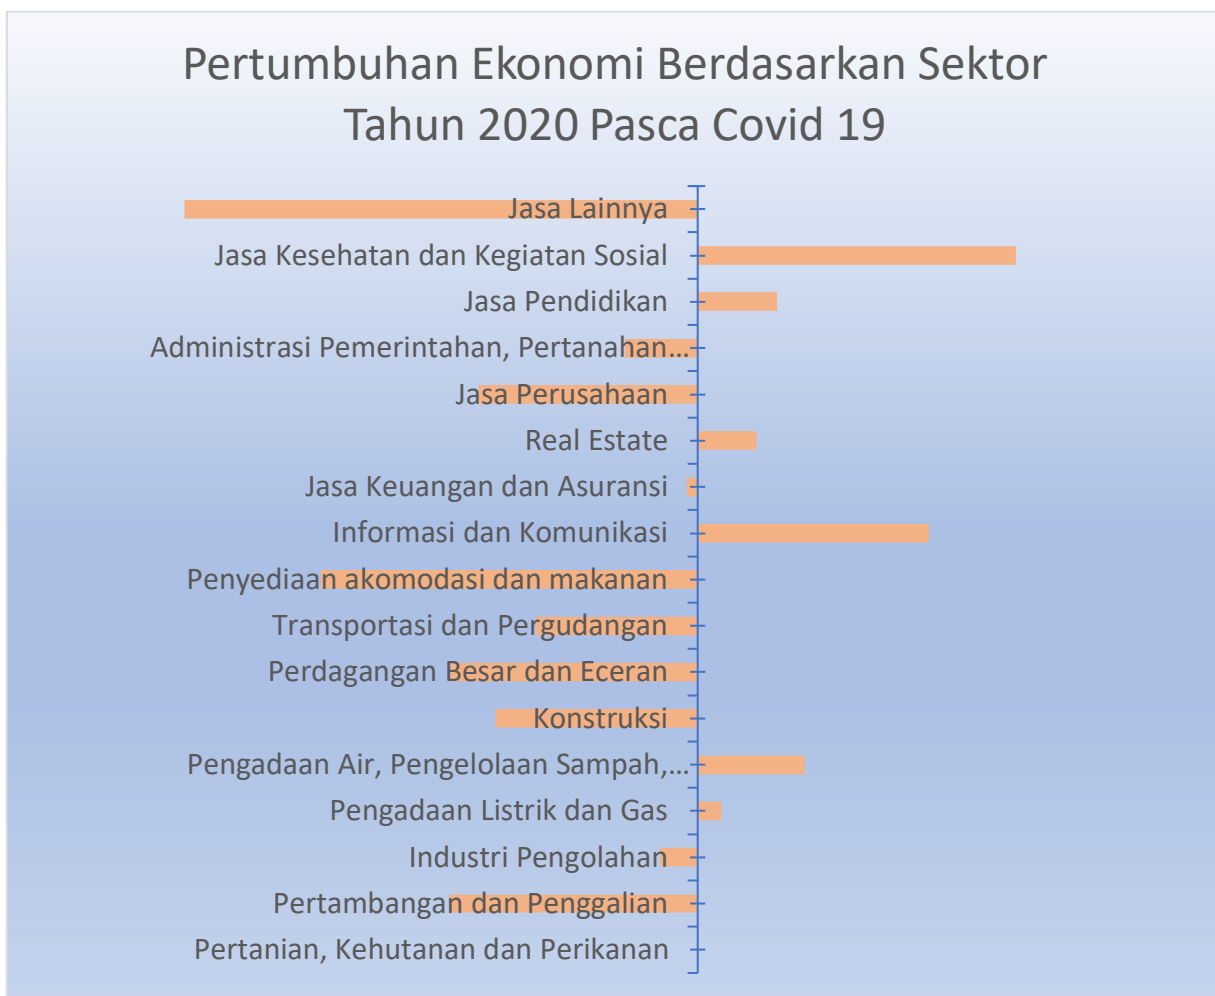 Pertumbuhan Ekonomi Berdasarkan Sektor
Tahun 2020 Pasca Covid 19
Jasa Lainnya
Jasa Kesehatan dan Kegiatan Sosial
Jasa Pendidikan
Administrasi Pemerintahan, Pertanahan...
Jasa Perusahaan
Real Estate
Jasa Keuangan dan Asuransi
Informasi dan Komunikasi
Penyediaan akomodasi dan makanan
Transportasi dan Pergudangan
Perdagangan Besar dan Eceran
Konstruksi
Pengadaan Air, Pengelolaan Sampah,...
Pengadaan Listrik dan Gas
Industri Pengolahan
Pertambangan dan Penggalian
Pertanian, Kehutanan dan Perikanan